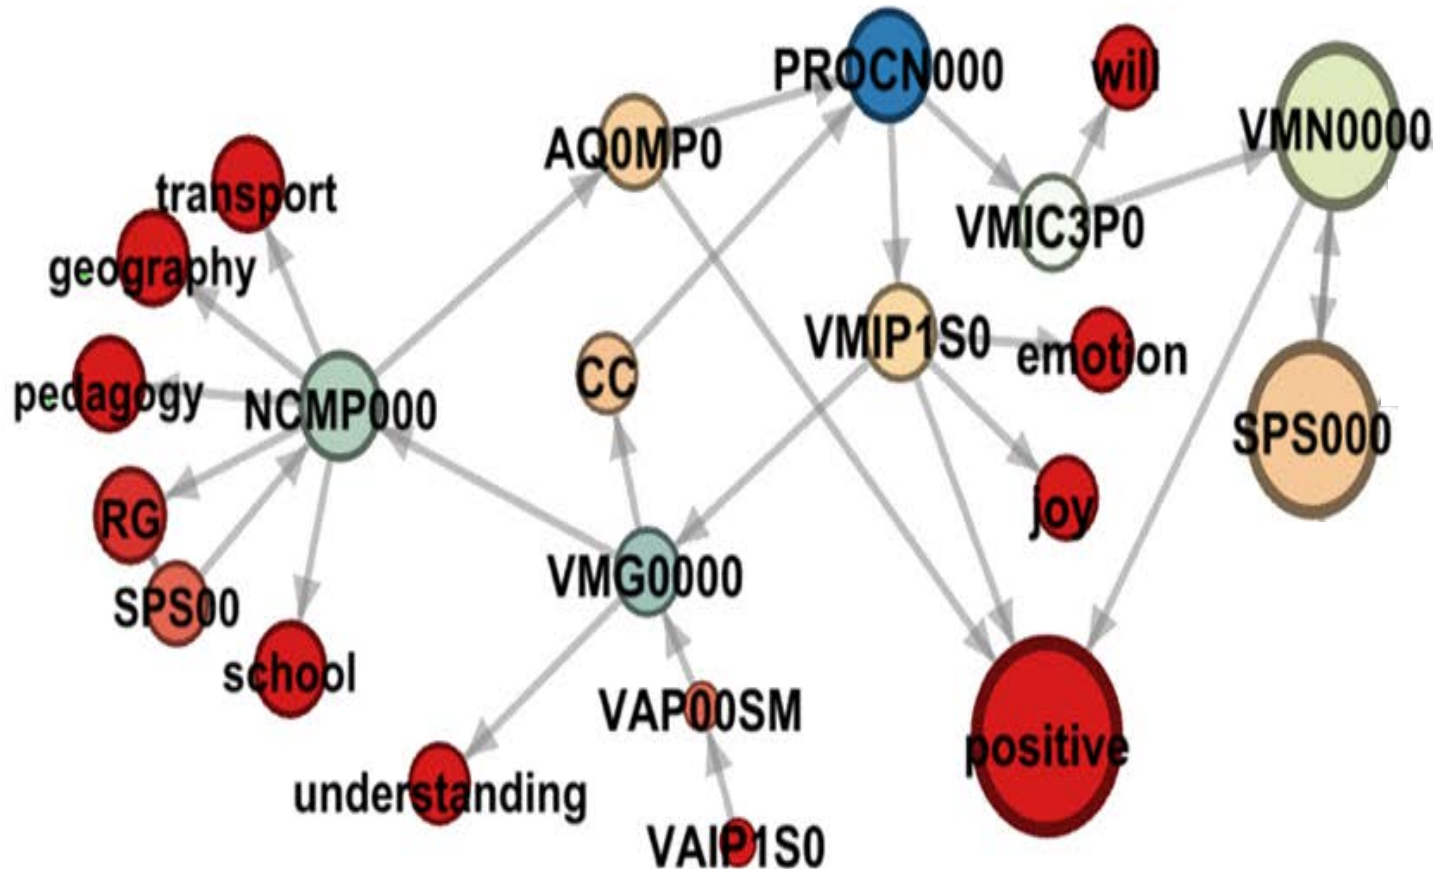 PROCN000
will
VMN0000
AQ0MP0
transport
VMIC3P0
geography
VMIP1S0
emotion
pedagogy
NCMP000
CC
SPS000
RG
joy
VMG0000
SPS00
school
VAP00SM
positive
understanding
VAIP1S0